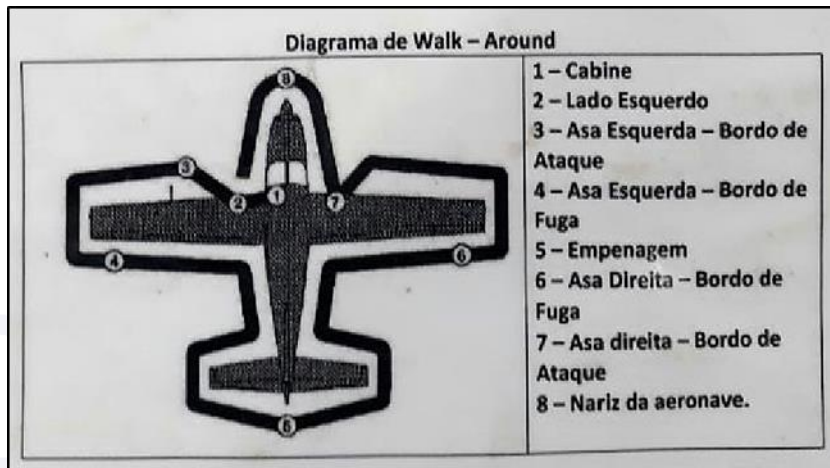 Diagrama de Walk – Around
1 – Cabine
2 – Lado Esquerdo
3 – Asa Esquerda – Bordo de
Ataque
4 – Asa Esquerda – Bordo de
Fuga
5 – Empenagem
6 – Asa Direita – Bordo de
Fuga
7 – Asa direita – Bordo de
Ataque
8 – Nariz da aeronave.
8
3
2
1
7
4
6
5